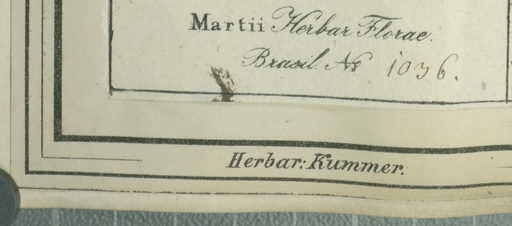 Martii Herbar. Florae.
Brasil. No 1036.
Herbar: Kummer.